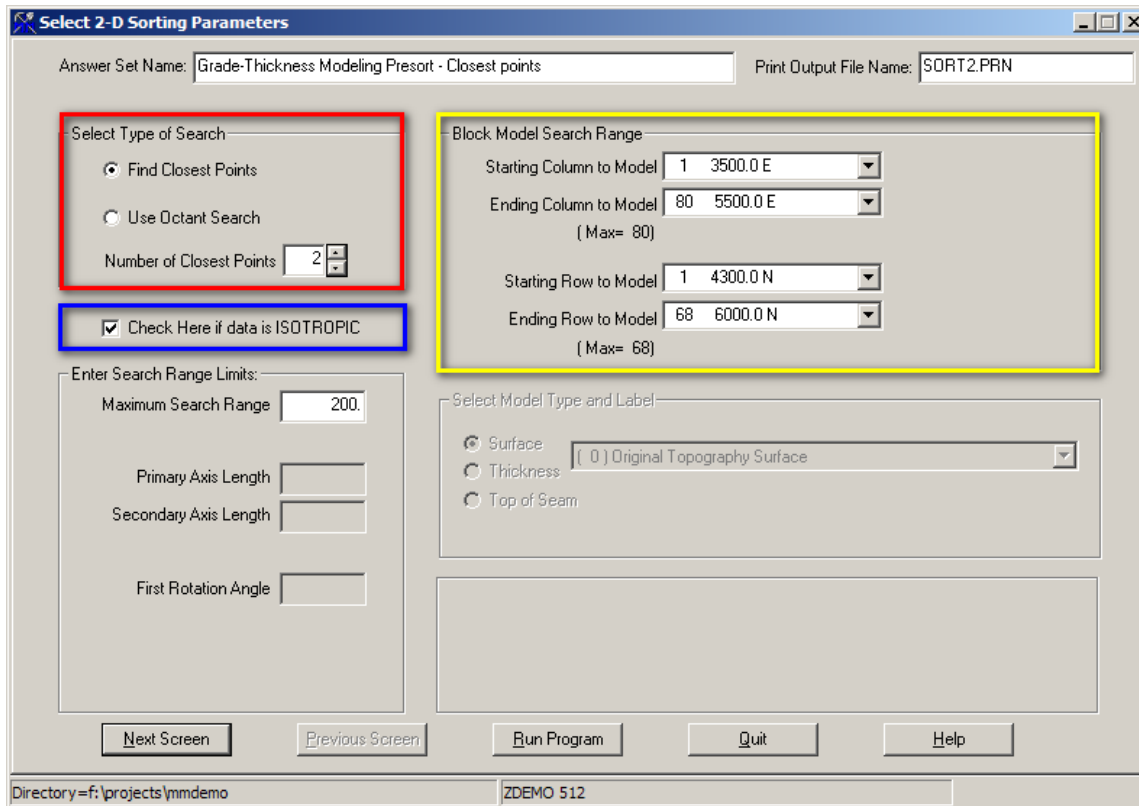 Select 2-D Sorting Parameters
Answer Set Name: Grade-Thickness Modeling Presort - Closest points
Print Output File Name: SORT2.PRN
Select Type of Search
Find Closest Points
Use Octant Search
Number of Closest Points 2
Check Here if data is ISOTROPIC
Enter Search Range Limits:
Maximum Search Range 200.
Primary Axis Length
Secondary Axis Length
First Rotation Angle
Block Model Search Range
Starting Column to Model 1 3500.0 E
Ending Column to Model 80 5500.0 E
( Max= 80)
Starting Row to Model 1 4300.0 N
Ending Row to Model 68 6000.0 N
( Max= 68)
Select Model Type and Label
Surface
( 0 ) Original Topography Surface
Thickness
Top of Seam
Next Screen
Previous Screen
Run Program
Quit
Help
Directory=f:\projects\mmdemo
ZDEMO 512